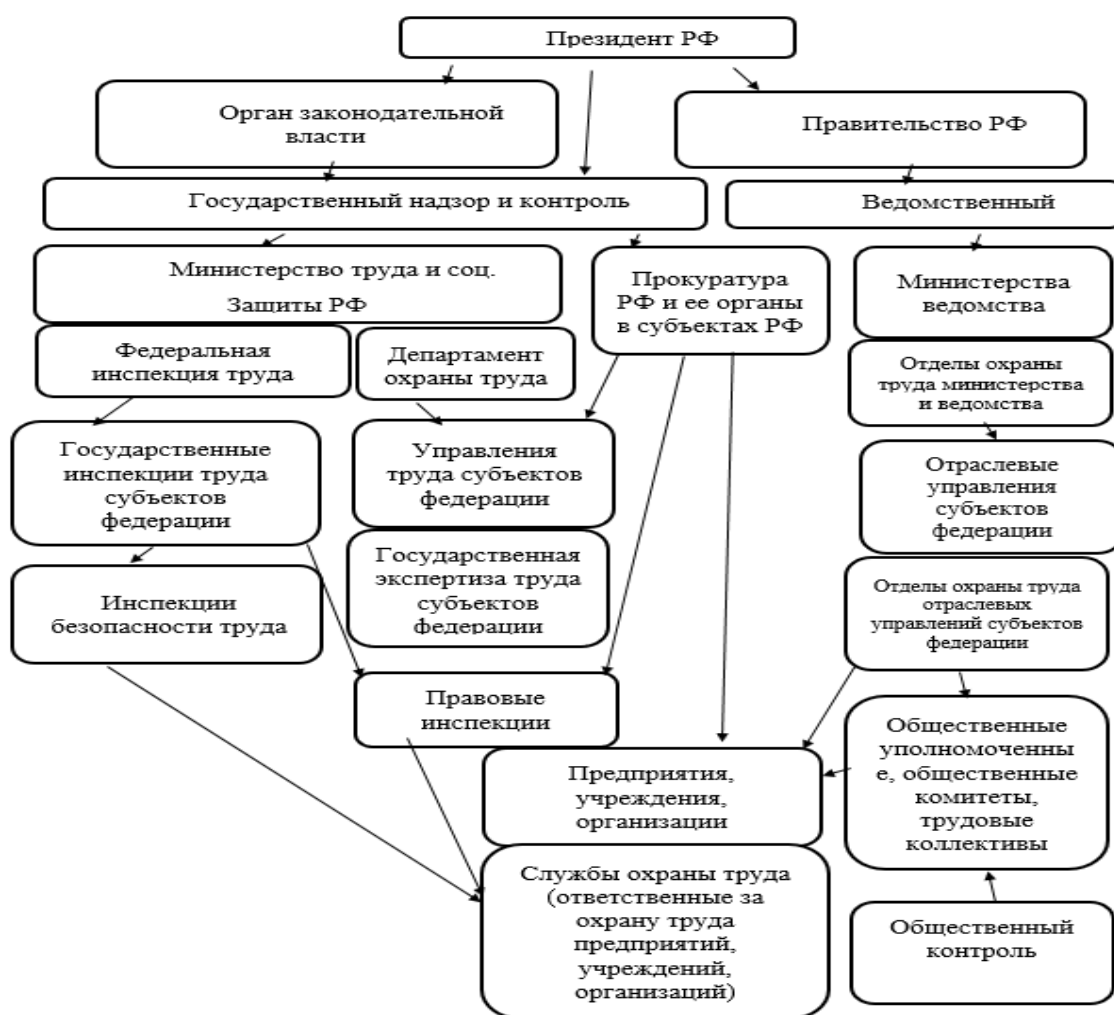 Президент РФ
Орган законодательной
власти
Правительство РФ
Государственный надзор и контроль
Ведомственный
Министерство труда и соц.
Защиты РФ
Прокуратура
РФ и ее органы
в субъектах РФ
Министерства
ведомства
Федеральная
инспекция труда
Департамент
охраны труда
Отделы охраны
труда министерства
и ведомства
Государственные
инспекции труда
субъектов
федерации
Управления
труда субъектов
федерации
Отраслевые
управления
субъектов
федерации
Государственная
экспертиза труда
субъектов
федерации
Инспекции
безопасности труда
Отделы охраны труда
отраслевых
управлений субъектов
федерации
Правовые
инспекции
Общественные
уполномоченны
е, общественные
комитеты,
трудовые
коллективы
Предприятия,
учреждения,
организации
Службы охраны труда
(ответственные за
охрану труда
предприятий,
учреждений,
организаций)
Общественный
контроль